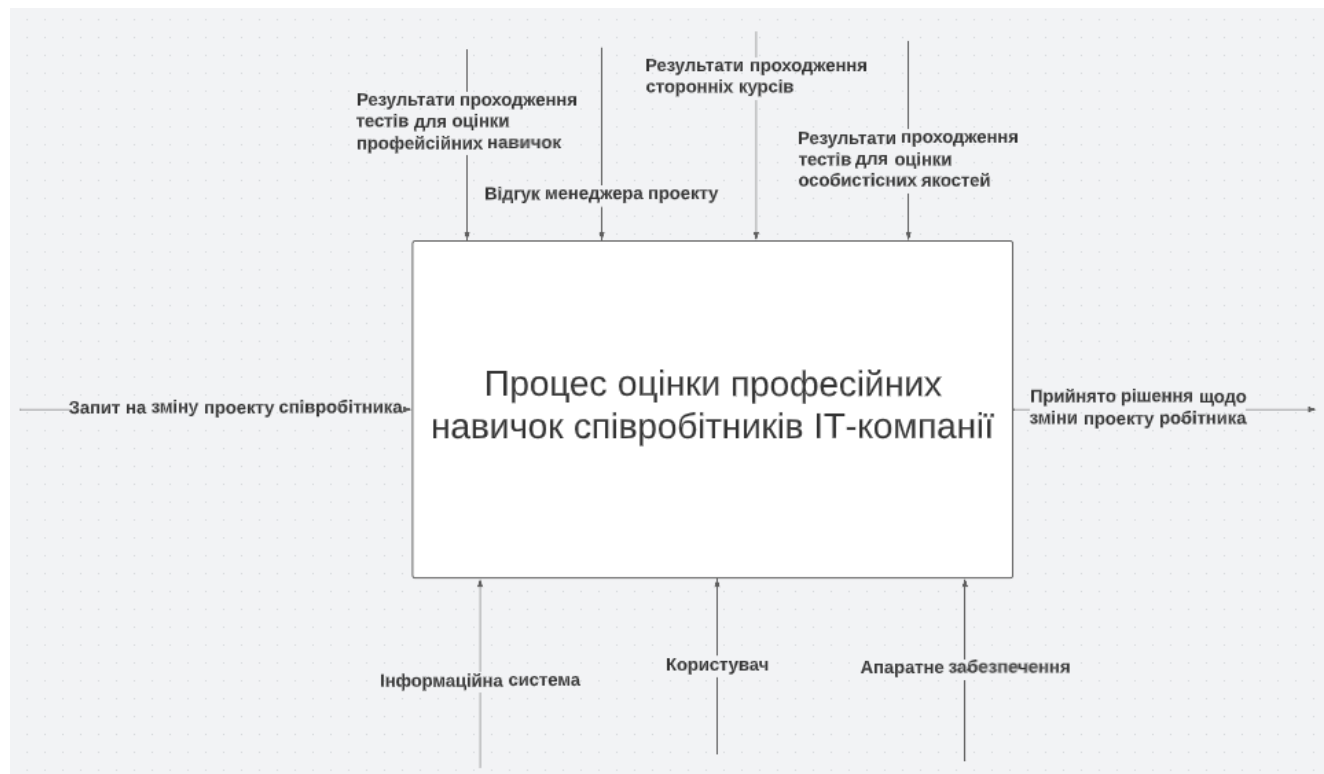 Результати проходження
сторонніх курсів
Результати проходження
тестів для оцінки
профейсійних навичок
Результати проходження
тестів для оцінки
особистісних якостей
Відгук менеджера проекту
Процес оцінки професійних
навичок співробітників ІТ-компанії
Запит на зміну проекту співробітника
Прийнято рішення щодо
зміни проекту робітника
Інформаційна система
Користувач
Апаратне забезпечення